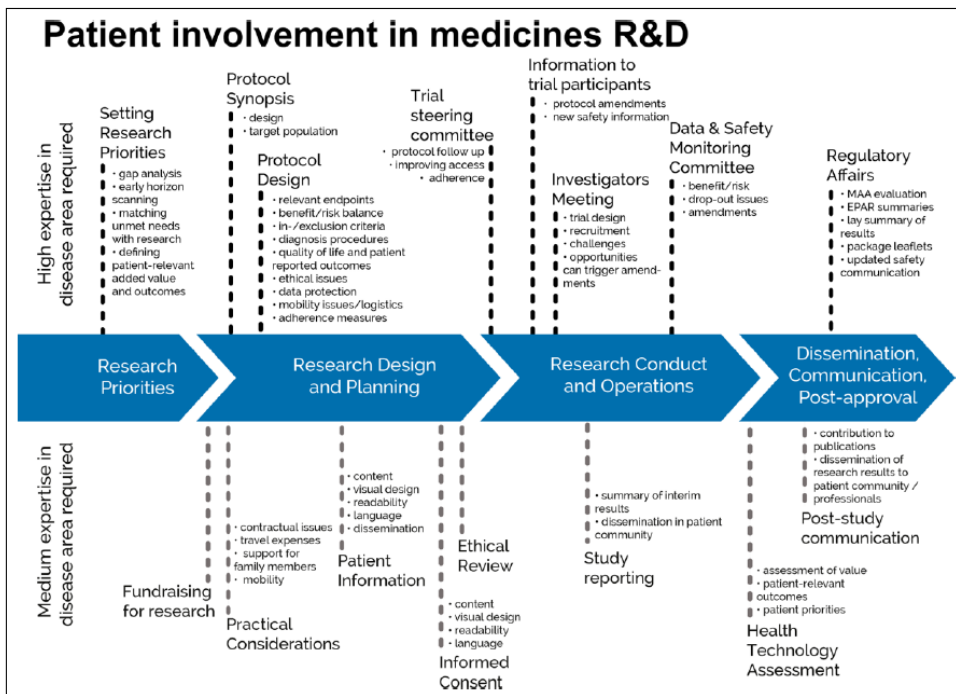 Patient involvement in medicines R&D
High expertise in
disease area required
Setting
Research
Priorities
• gap analysis
• early horizon
scanning
• matching
unmet needs
with research
• defining
patient-relevant
added value
and outcomes
Protocol
Synopsis
• design
• target population
Protocol
Design
• relevant endpoints
• benefit/risk balance
• in-/exclusion criteria
• diagnosis procedures
• quality of life and patient
reported outcomes
• ethical issues
• data protection
• mobility issues/logistics
• adherence measures
Trial
steering
committee
• protocol follow up
• improving access
• adherence
Information to
trial participants
• protocol amendments
• new safety information
Investigators
Meeting
• trial design
• recruitment
• challenges
• opportunities
can trigger amend-
ments
Data & Safety
Monitoring
Committee
• benefit/risk
• drop-out issues
• amendments
Regulatory
Affairs
• MAA evaluation
• EPAR summaries
• lay summary of
results
• package leaflets
• updated safety
communication
Research
Priorities
Research Design
and Planning
Research Conduct
and Operations
Dissemination,
Communication,
Post-approval
Medium expertise in
disease area required
Fundraising
for research
• contractual issues
• travel expenses
• support for
family members
• mobility
Practical
Considerations
• content
• visual design
• readability
• language
• dissemination
Patient
Information
Ethical
Review
• content
• visual design
• readability
• language
Informed
Consent
• summary of interim
results
• dissemination in patient
community
Study
reporting
• contribution to
publications
• dissemination of
research results to
patient community /
professionals
Post-study
communication
• assessment of value
• patient-relevant
outcomes
• patient priorities
Health
Technology
Assessment